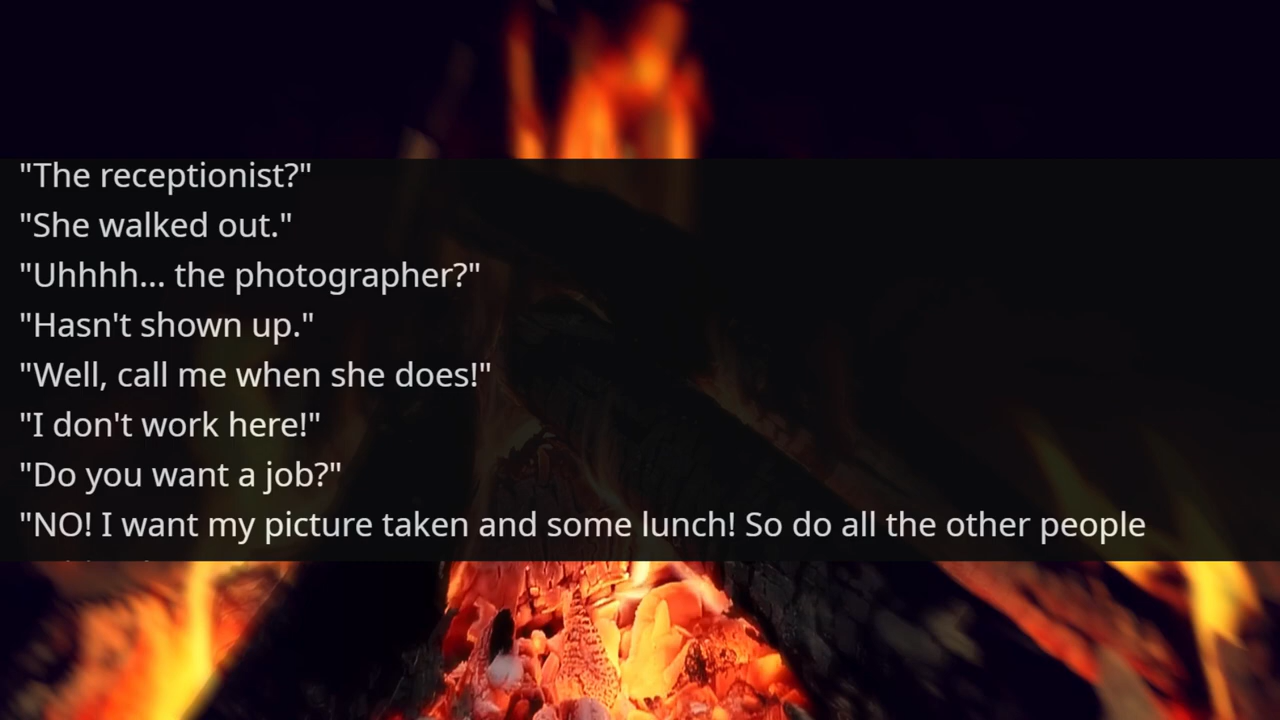 "The receptionist?"
"She walked out."
"Uhhhh... the photographer?"
"Hasn't shown up."
"Well, call me when she does!"
"I don't work here!"
"Do you want a job?"
"NO! I want my picture taken and some lunch! So do all the other people